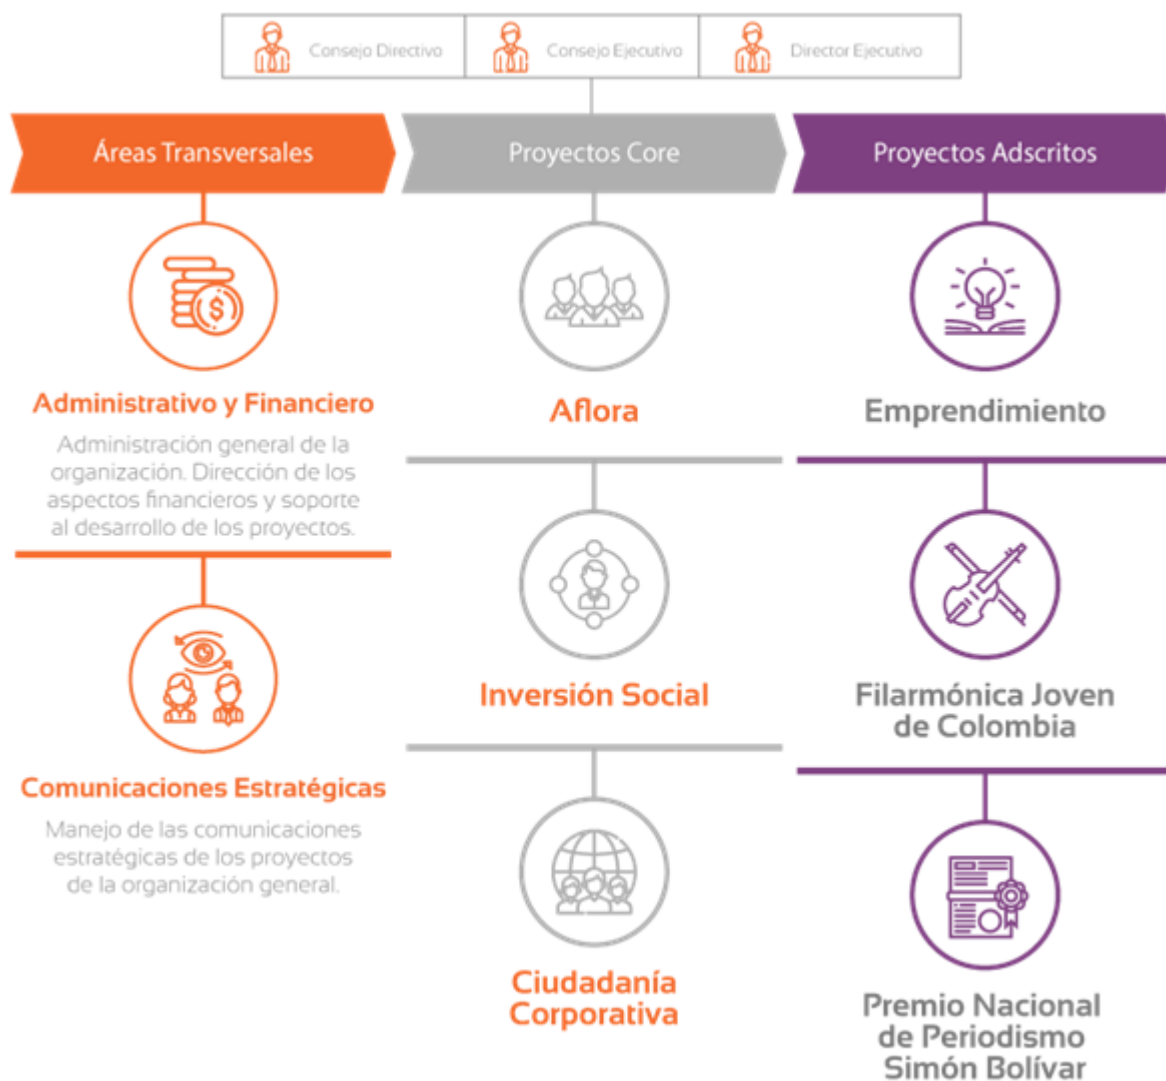 Consejo Directivo
Consejo Ejecutivo
Director Ejecutivo
Áreas Transversales
Proyectos Core
Proyectos Adscritos
$
Administrativo y Financiero
Administración general de la
organización. Dirección de los
aspectos financieros y soporte
al desarrollo de los proyectos.
Comunicaciones Estratégicas
Manejo de las comunicaciones
estratégicas de los proyectos
de la organización general.
Aflora
Inversión Social
Ciudadanía
Corporativa
Emprendimiento
Filarmónica Joven
de Colombia
Premio Nacional
de Periodismo
Simón Bolívar